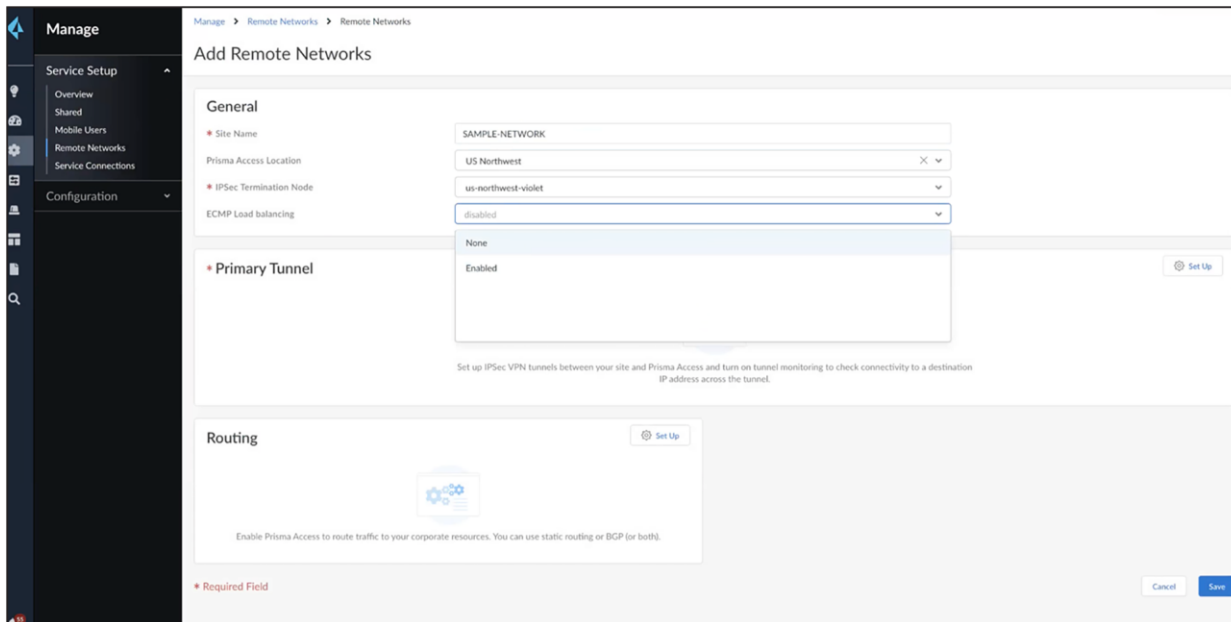 Manage
Service Setup
Overview
Shared
Mobile Users
Remote Networks
Service Connections
Configuration
Manage > Remote Networks > Remote Networks
Add Remote Networks
General
* Site Name
SAMPLE-NETWORK
Prisma Access Location
US Northwest
* IPSec Termination Node
us-northwest-violet
ECMP Load balancing
disabled
None
Enabled
* Primary Tunnel
Set Up
Set up IPSec VPN tunnels between your site and Prisma Access and turn on tunnel monitoring to check connectivity to a destination
IP address across the tunnel.
Routing
Set Up
Enable Prisma Access to route traffic to your corporate resources. You can use static routing or BGP (or both).
* Required Field
Cancel
Save